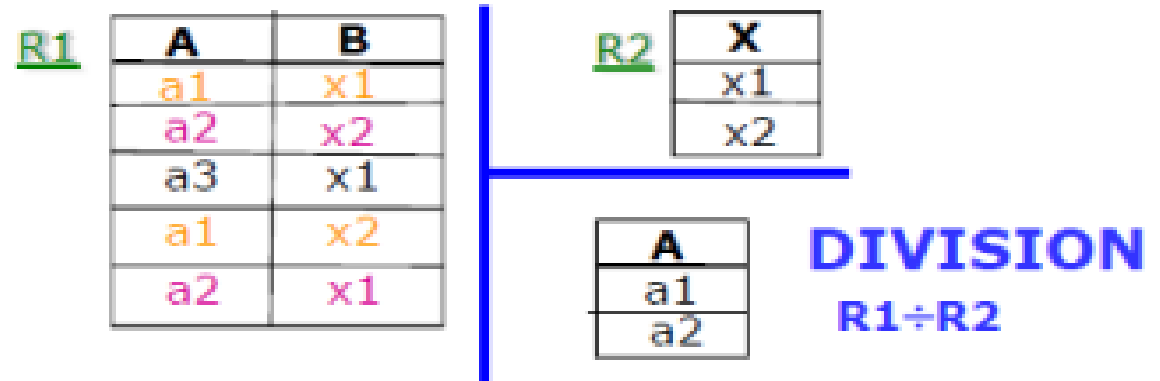 R1
A B
a1 x1
a2 x2
a3 x1
a1 x2
a2 x1
R2
X
x1
x2
A
a1
a2
DIVISION
R1÷R2